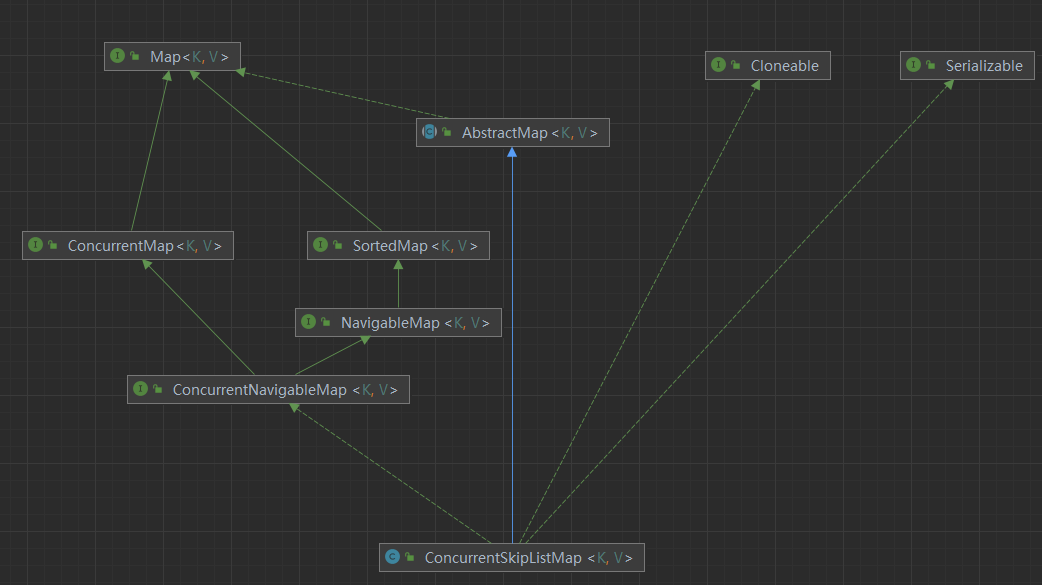 Map<K, V>
Cloneable
Serializable
AbstractMap <K, V>
ConcurrentMap <K, V>
SortedMap <K, V>
NavigableMap <K, V>
ConcurrentNavigableMap <K, V>
ConcurrentSkipListMap <K, V>